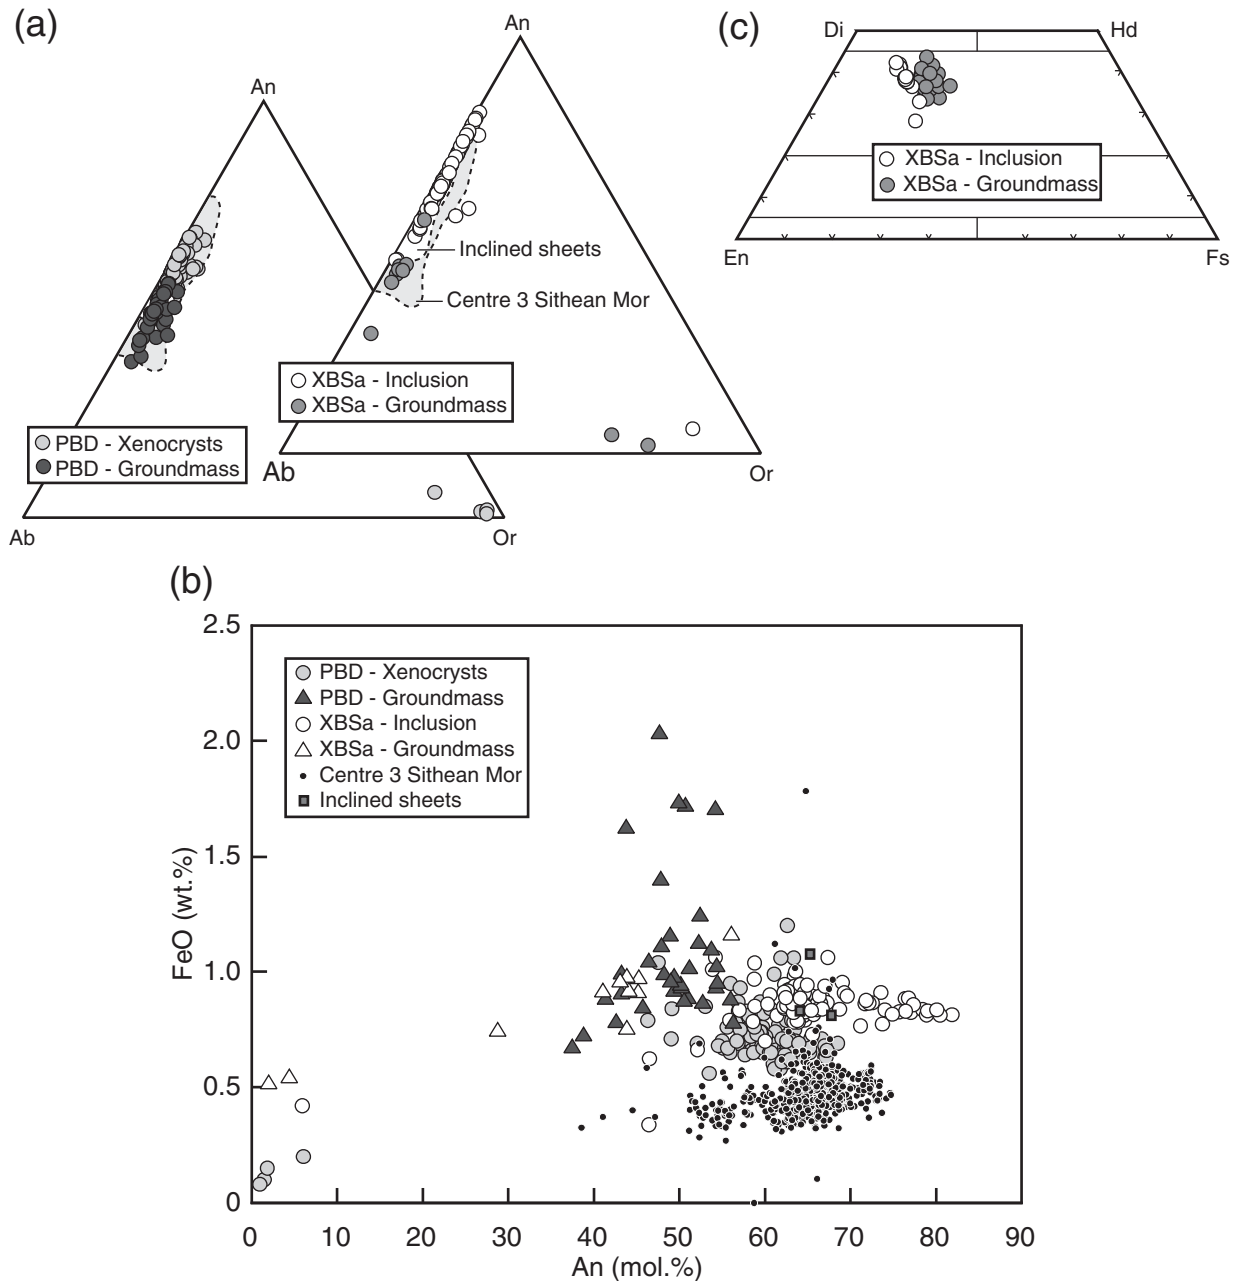 (a)
An
An
Inclined sheets
Centre 3 Sithean Mor
XBSa - Inclusion
XBSa - Groundmass
PBD - Xenocrysts
PBD - Groundmass
Ab
Or
Ab
Or
(c)
Di
Hd
XBSa - Inclusion
XBSa - Groundmass
En
Fs
(b)
2.5
2.0
1.5
1.0
0.5
0
FeO (wt.%)
PBD - Xenocrysts
PBD - Groundmass
XBSa - Inclusion
XBSa - Groundmass
Centre 3 Sithean Mor
Inclined sheets
0 10 20 30 40 50 60 70 80 90
An (mol.%)